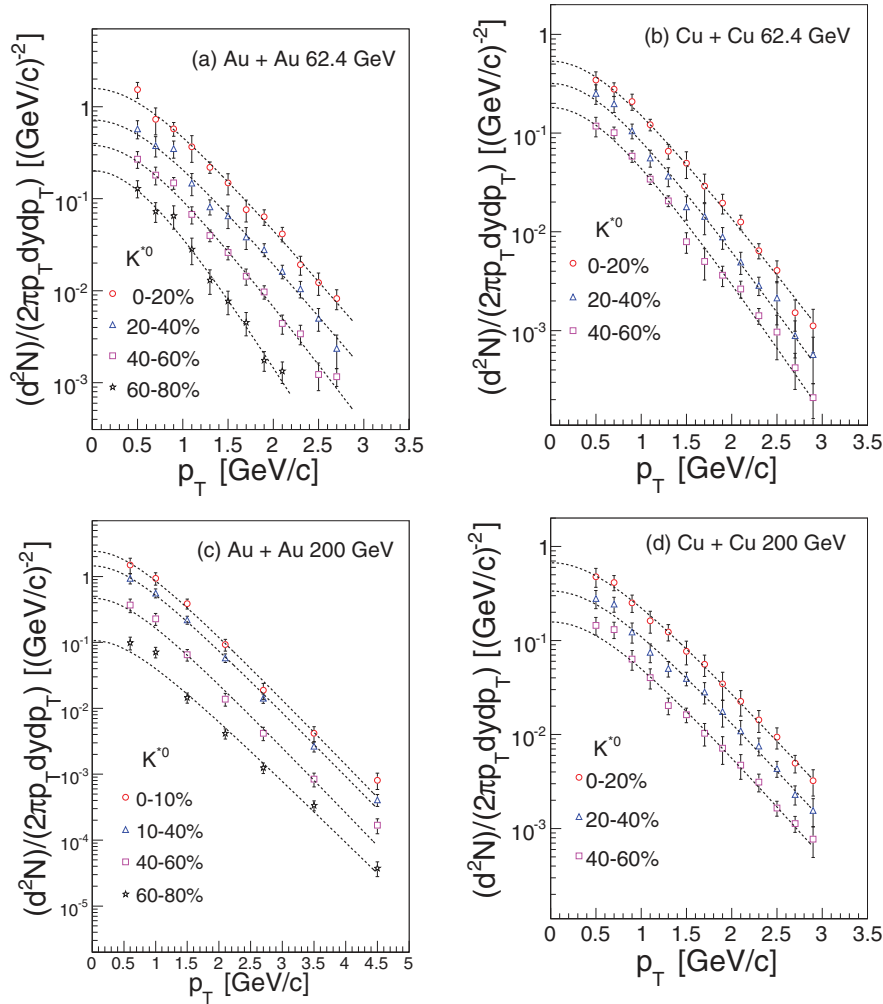 (a) Au + Au 62.4 GeV
(d²N)/(2πp_T dydp_T) [(GeV/c)⁻²]
1
10⁻¹
10⁻²
10⁻³
K*⁰
0-20%
20-40%
40-60%
60-80%
0 0.5 1 1.5 2 2.5 3 3.5
p_T [GeV/c]
(b) Cu + Cu 62.4 GeV
(d²N)/(2πp_T dydp_T) [(GeV/c)⁻²]
1
10⁻¹
10⁻²
10⁻³
K*⁰
0-20%
20-40%
40-60%
0 0.5 1 1.5 2 2.5 3 3.5
p_T [GeV/c]
(c) Au + Au 200 GeV
(d²N)/(2πp_T dydp_T) [(GeV/c)⁻²]
1
10⁻¹
10⁻²
10⁻³
10⁻⁴
10⁻⁵
K*⁰
0-10%
10-40%
40-60%
60-80%
0 0.5 1 1.5 2 2.5 3 3.5 4 4.5 5
p_T [GeV/c]
(d) Cu + Cu 200 GeV
(d²N)/(2πp_T dydp_T) [(GeV/c)⁻²]
1
10⁻¹
10⁻²
10⁻³
K*⁰
0-20%
20-40%
40-60%
0 0.5 1 1.5 2 2.5 3 3.5
p_T [GeV/c]